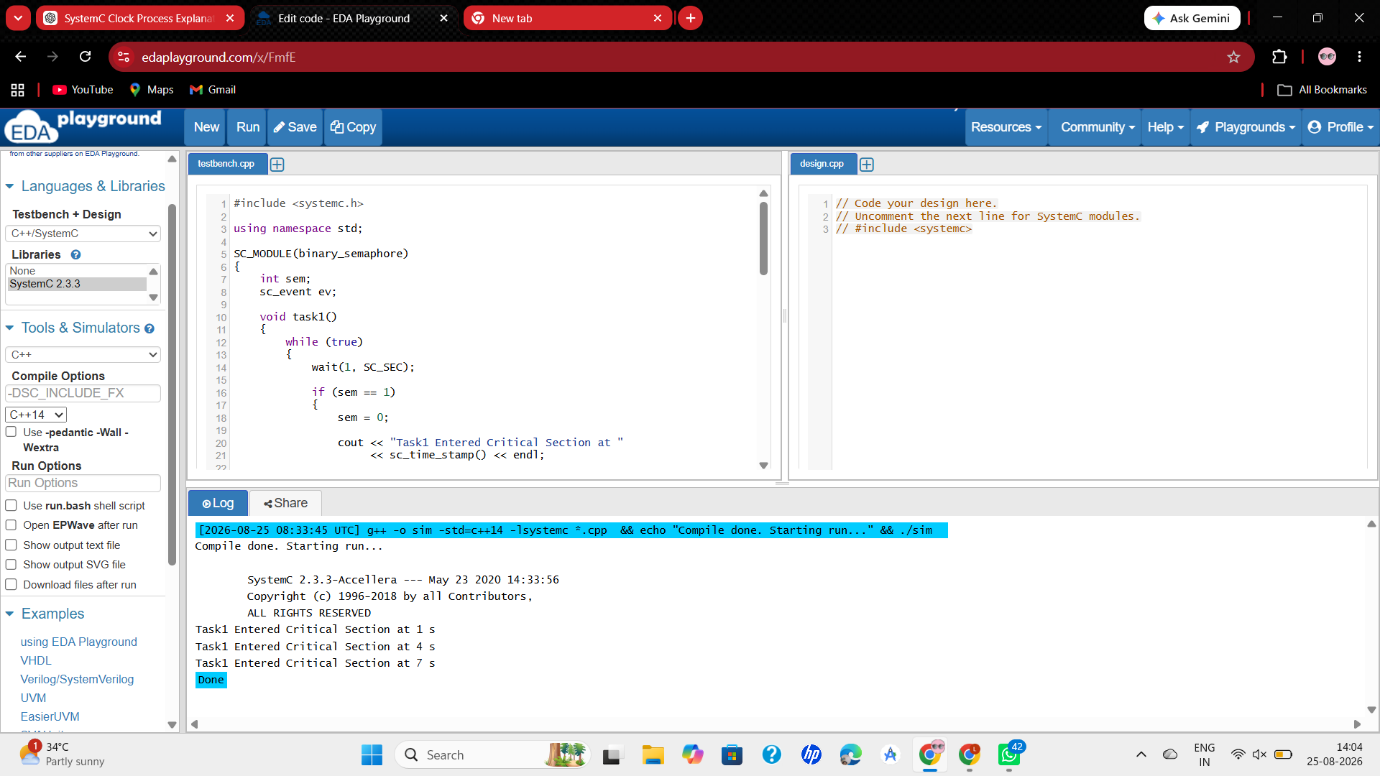 SystemC Clock Process Explana
Edit code - EDA Playground
New tab
Ask Gemini
edaplayground.com/x/FmfE
YouTube
Maps
Gmail
All Bookmarks
EDA playground
New
Run
Save
Copy
Resources
Community
Help
Playgrounds
Profile
from other suppliers on EDA Playground.
Languages & Libraries
Testbench + Design
C++/SystemC
Libraries ?
None
SystemC 2.3.3
Tools & Simulators ?
C++
Compile Options
-DSC_INCLUDE_FX
C++14
Use -pedantic -Wall -
Wextra
Run Options
Run Options
Use run.bash shell script
Open EPWave after run
Show output text file
Show output SVG file
Download files after run
Examples
using EDA Playground
VHDL
Verilog/SystemVerilog
UVM
EasierUVM
testbench.cpp
1 #include <systemc.h>
2
3 using namespace std;
4
5 SC_MODULE(binary_semaphore)
6 {
7 int sem;
8 sc_event ev;
9
10 void task1()
11 {
12 while (true)
13 {
14 wait(1, SC_SEC);
15
16 if (sem == 1)
17 {
18 sem = 0;
19
20 cout << "Task1 Entered Critical Section at "
21 << sc_time_stamp() << endl;
22
design.cpp
1 // Code your design here.
2 // Uncomment the next line for SystemC modules.
3 // #include <systemc>
Log
Share
[2026-08-25 08:33:45 UTC] g++ -o sim -std=c++14 -lsystemc *.cpp && echo "Compile done. Starting run..." && ./sim
Compile done. Starting run...
SystemC 2.3.3-Accellera --- May 23 2020 14:33:56
Copyright (c) 1996-2018 by all Contributors,
ALL RIGHTS RESERVED
Task1 Entered Critical Section at 1 s
Task1 Entered Critical Section at 4 s
Task1 Entered Critical Section at 7 s
Done
1
34°C
Partly sunny
Search
hp
42
ENG
IN
14:04
25-08-2026